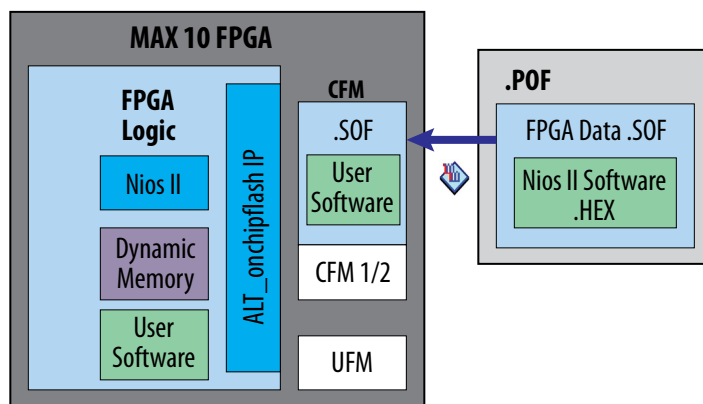 MAX 10 FPGA
FPGA
Logic
Nios II
Dynamic
Memory
User
Software
ALT_onchipflash IP
CFM
.SOF
User
Software
CFM 1/2
UFM
.POF
FPGA Data .SOF
Nios II Software
.HEX